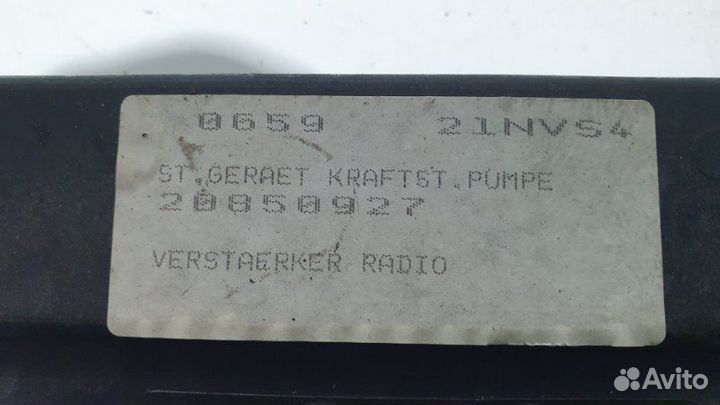 0659 21NVS4
ST.GERAET KRAFTST.PUMPE
20850927
VERSTAERKER RADIO
Avito